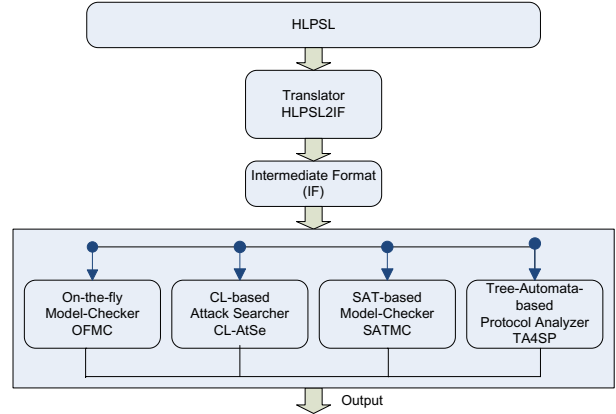 HLPSL
Translator
HLPSL2IF
Intermediate Format
(IF)
On-the-fly
Model-Checker
OFMC
CL-based
Attack Searcher
CL-AtSe
SAT-based
Model-Checker
SATMC
Tree-Automata-
based
Protocol Analyzer
TA4SP
Output